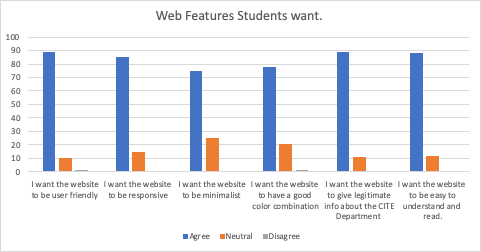 Web Features Students want.
100
90
80
70
60
50
40
30
20
10
0
I want the website
to be user friendly
I want the website
to be responsive
I want the website
to be minimalist
I want the website
to have a good
color combination
I want the website
to give legitimate
info about the CITE
Department
I want the website
to be easy to
understand and
read.
Agree
Neutral
Disagree